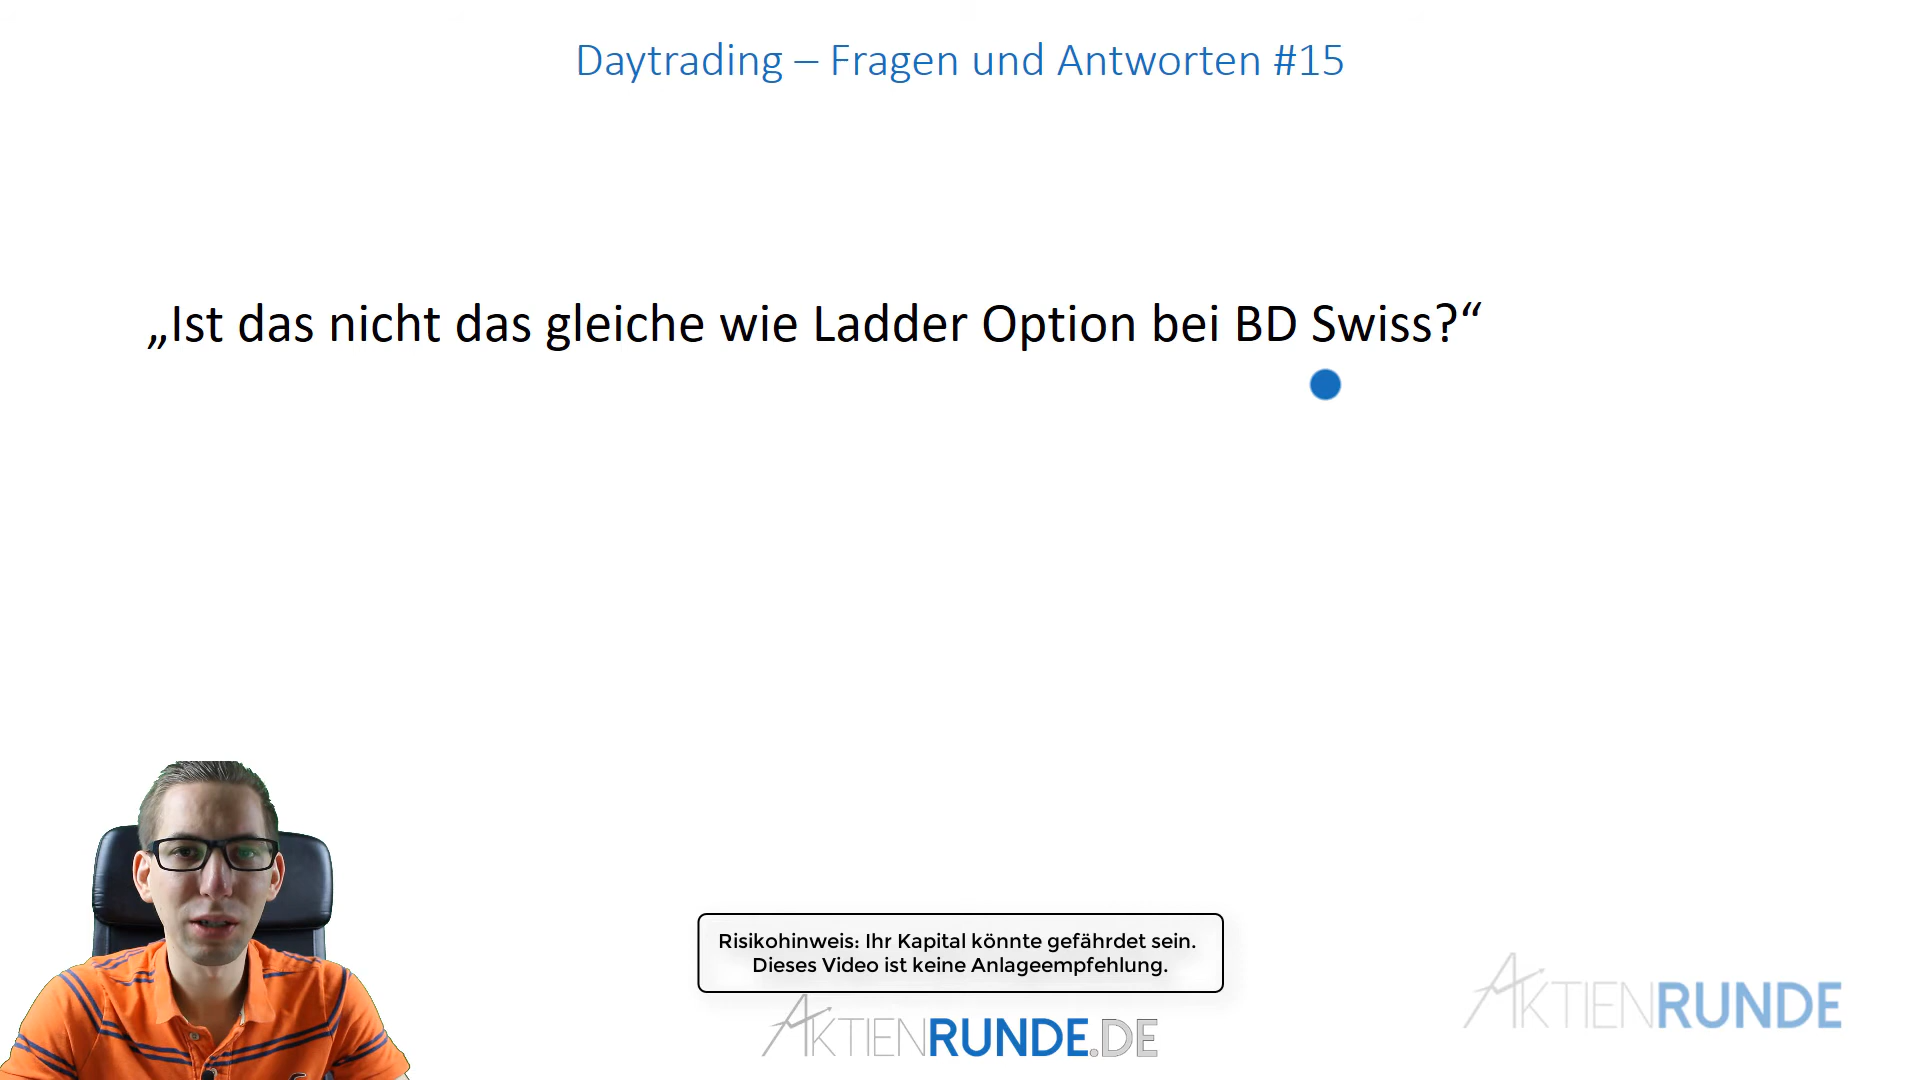 Daytrading – Fragen und Antworten #15
„Ist das nicht das gleiche wie Ladder Option bei BD Swiss?“
Risikohinweis: Ihr Kapital könnte gefährdet sein.
Dieses Video ist keine Anlageempfehlung.
AKTIENRUNDE.DE
AKTIENRUNDE